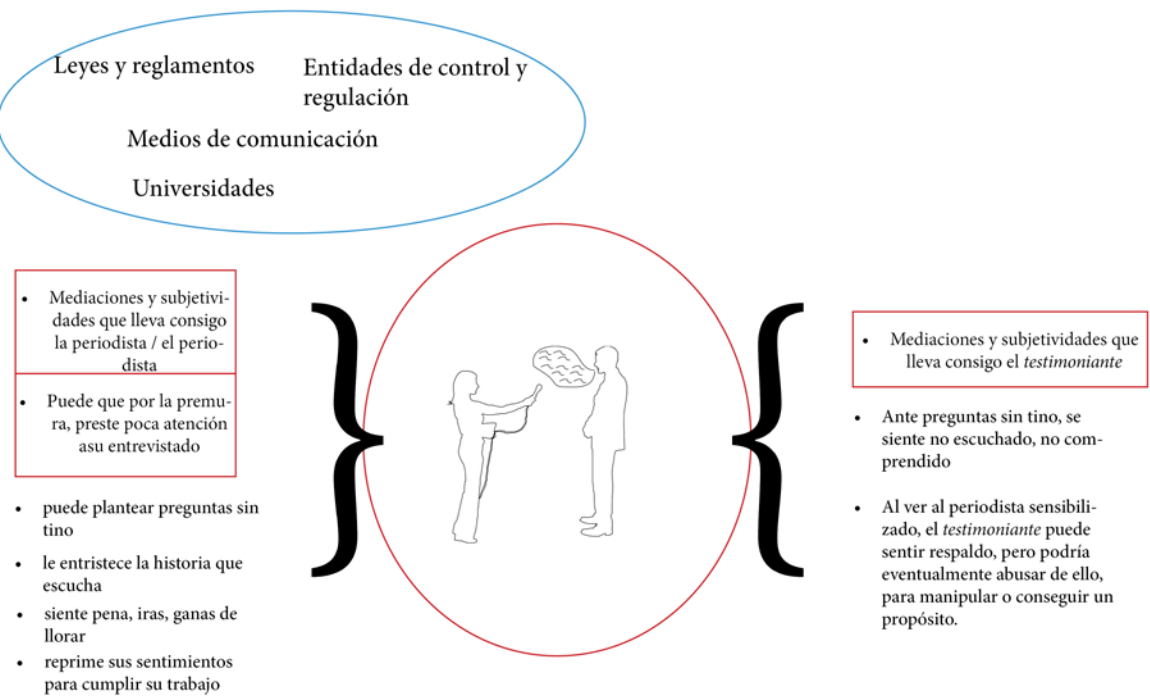 Leyes y reglamentos
Entidades de control y
regulación
Medios de comunicación
Universidades
• Mediaciones y subjetivi-
dades que lleva consigo
la periodista / el perio-
dista
• Puede que por la premu-
ra, preste poca atención
asu entrevistado
• puede plantear preguntas sin
tino
• le entristece la historia que
escucha
• siente pena, iras, ganas de
llorar
• reprime sus sentimientos
para cumplir su trabajo
• Mediaciones y subjetividades que
lleva consigo el testimoniante
• Ante preguntas sin tino, se
siente no escuchado, no com-
prendido
• Al ver al periodista sensibili-
zado, el testimoniante puede
sentir respaldo, pero podría
eventualmente abusar de ello,
para manipular o conseguir un
propósito.